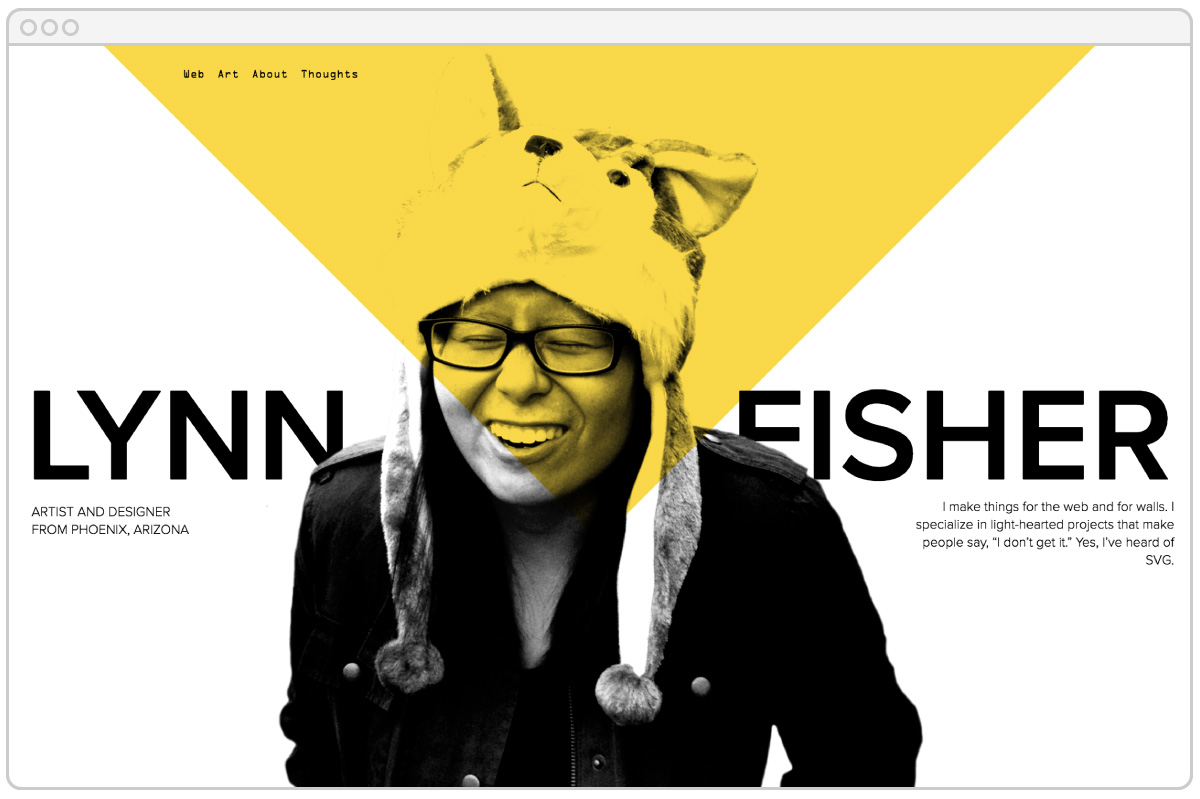 Web Art About Thoughts
LYNN FISHER
ARTIST AND DESIGNER
FROM PHOENIX, ARIZONA
I make things for the web and for walls. I
specialize in light-hearted projects that make
people say, “I don’t get it.” Yes, I’ve heard of
SVG.